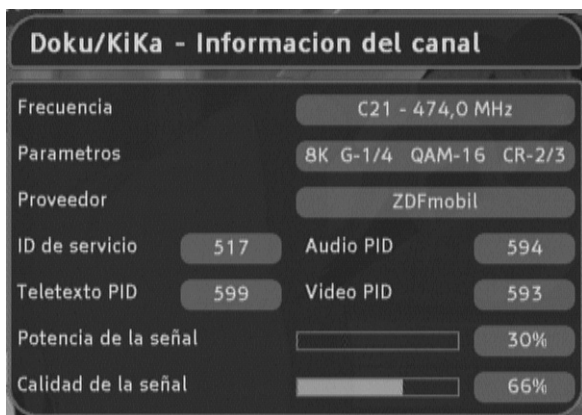 Doku/KiKa - Informacion del canal
Frecuencia C21 - 474,0 MHz
Parametros 8K G-1/4 QAM-16 CR-2/3
Proveedor ZDFmobil
ID de servicio 517 Audio PID 594
Teletexto PID 599 Video PID 593
Potencia de la señal 30%
Calidad de la señal 66%